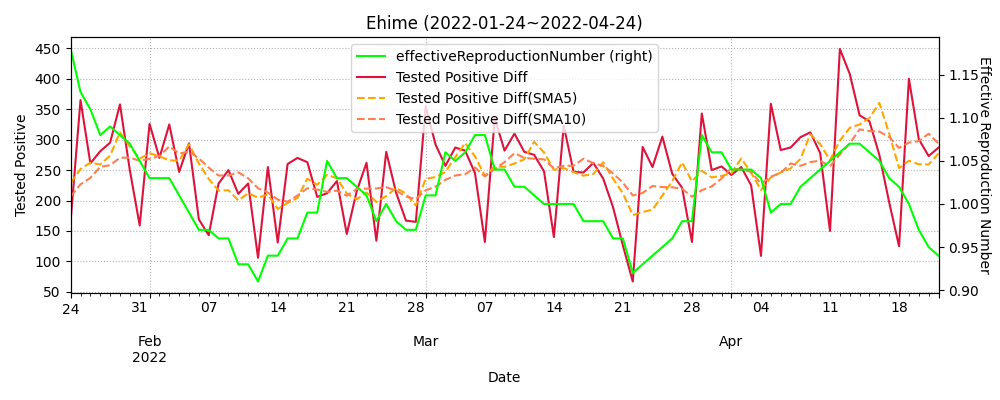 Ehime (2022-01-24~2022-04-24)
effectiveReproductionNumber (right)
Tested Positive Diff
Tested Positive Diff(SMA5)
Tested Positive Diff(SMA10)
Tested Positive
450
400
350
300
250
200
150
100
50
Effective Reproduction Number
1.15
1.10
1.05
1.00
0.95
0.90
24 31 07 14 21 28 07 14 21 28 04 11 18
Feb Mar Apr
2022
Date